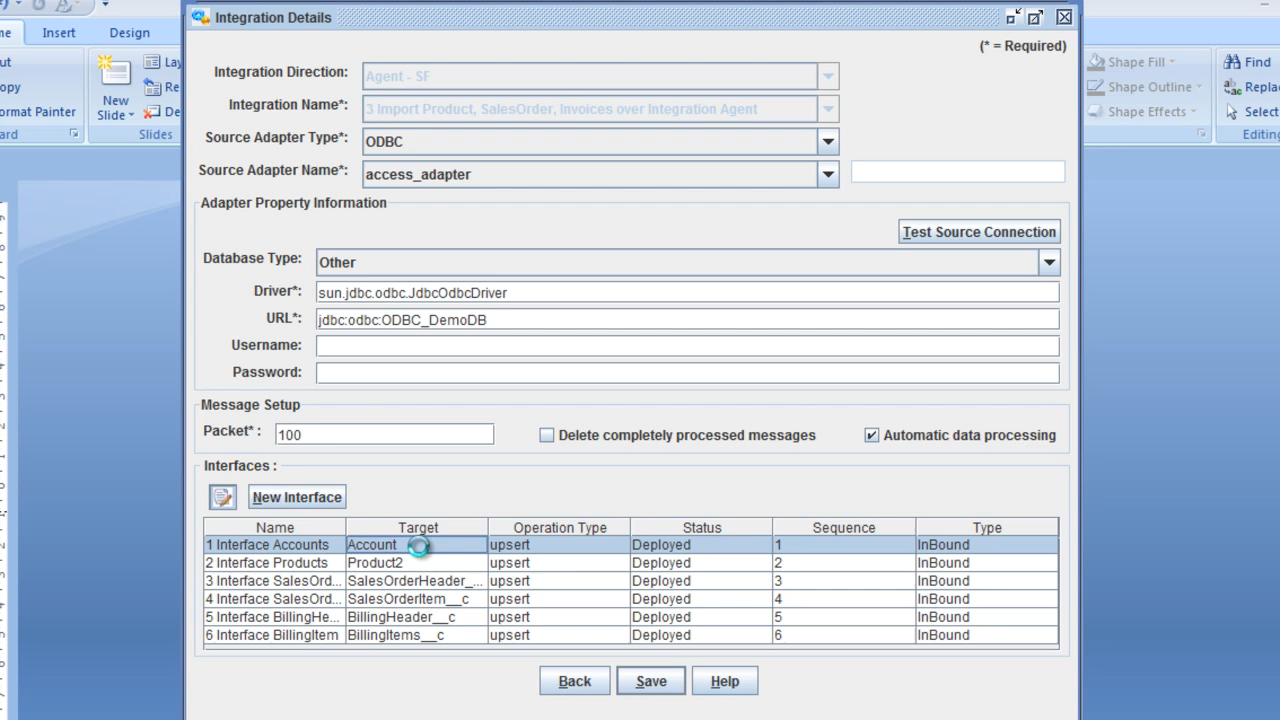 Integration Details
me Insert Design
(* = Required)
Integration Direction: Agent - SF
Integration Name*: 3 Import Product, SalesOrder, Invoices over Integration Agent
Source Adapter Type*: ODBC
Source Adapter Name*: access_adapter
Adapter Property Information
Test Source Connection
Database Type: Other
Driver*: sun.jdbc.odbc.JdbcOdbcDriver
URL*: jdbc:odbc:ODBC_DemoDB
Username:
Password:
Message Setup
Packet* : 100 Delete completely processed messages Automatic data processing
Interfaces :
New Interface
Name Target Operation Type Status Sequence Type
1 Interface Accounts Account upsert Deployed 1 InBound
2 Interface Products Product2 upsert Deployed 2 InBound
3 Interface SalesOrd... SalesOrderHeader_... upsert Deployed 3 InBound
4 Interface SalesOrd... SalesOrderItem__c upsert Deployed 4 InBound
5 Interface BillingHe... BillingHeader__c upsert Deployed 5 InBound
6 Interface BillingItem BillingItems__c upsert Deployed 6 InBound
Back Save Help
ut
opy
ormat Painter
ard
New
Slide
Lay
Re
De
Slides
Shape Fill
Shape Outline
Shape Effects
Find
Replac
Select
Editing